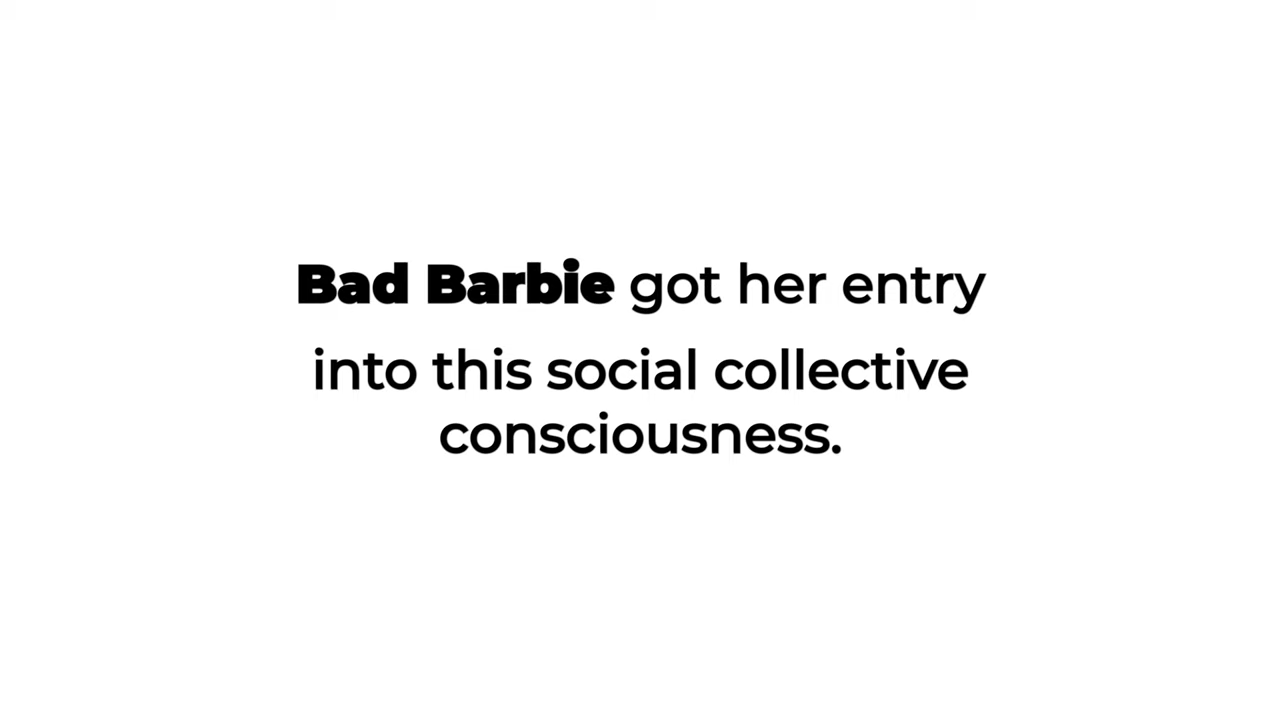 Bad Barbie got her entry
into this social collective
consciousness.